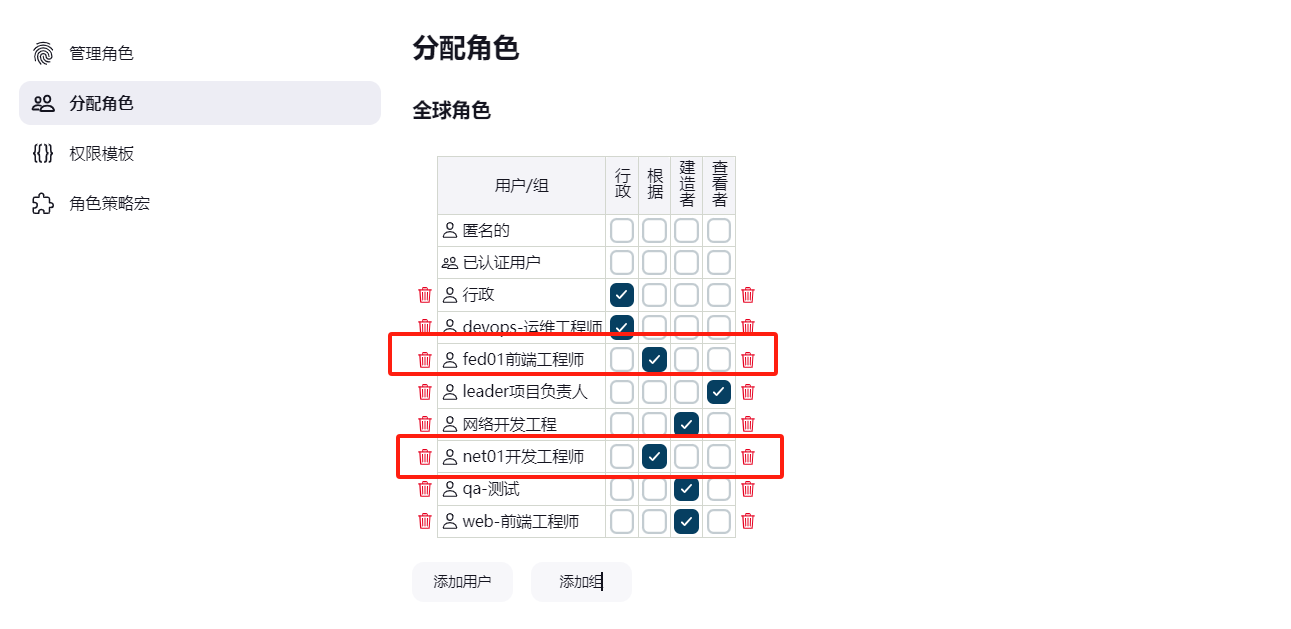 管理角色
分配角色
权限模板
角色策略宏
分配角色
全球角色
用户/组 行政 根据 建造者 查看者
匿名的
已认证用户
行政
devops-运维工程师
fed01前端工程师
leader项目负责人
网络开发工程
net01开发工程师
qa-测试
web-前端工程师
添加用户 添加组